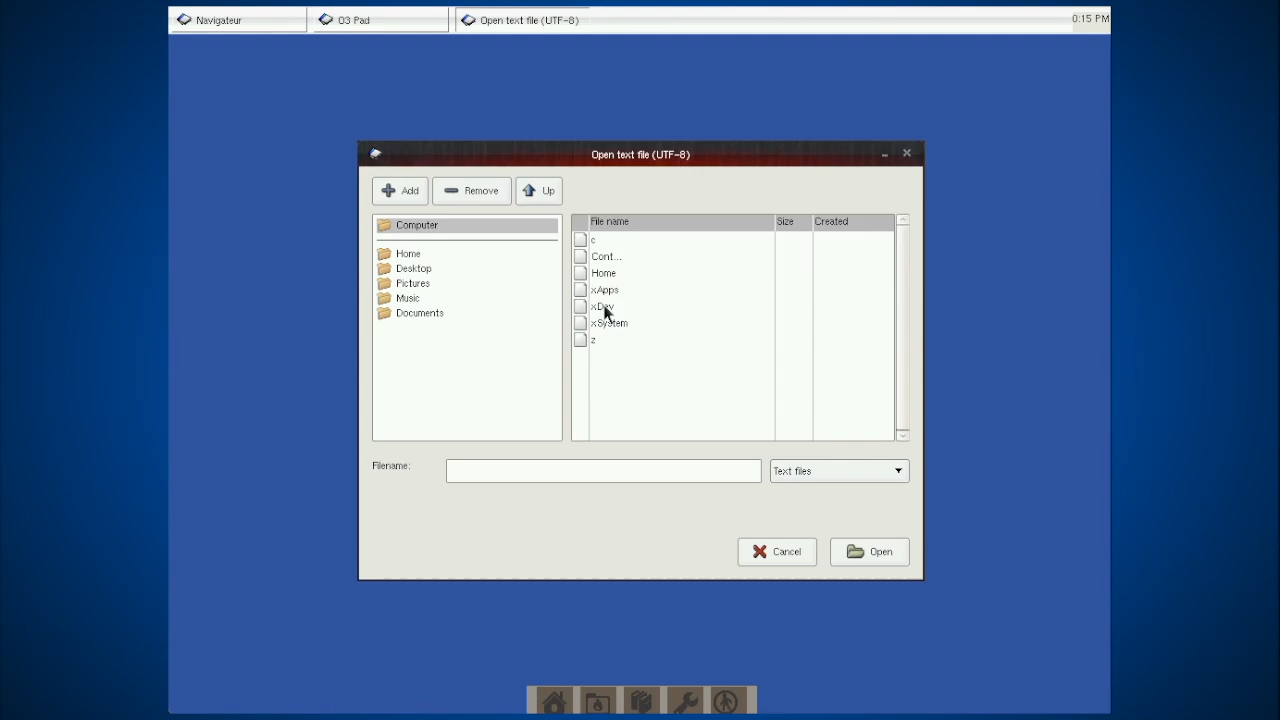 Navigateur
O3 Pad
Open text file (UTF-8)
0:15 PM
Open text file (UTF-8)
Add
Remove
Up
Computer
Home
Desktop
Pictures
Music
Documents
File name
Size
Created
c
Cont...
Home
xApps
xDev
xSystem
z
Filename:
Text files
Cancel
Open